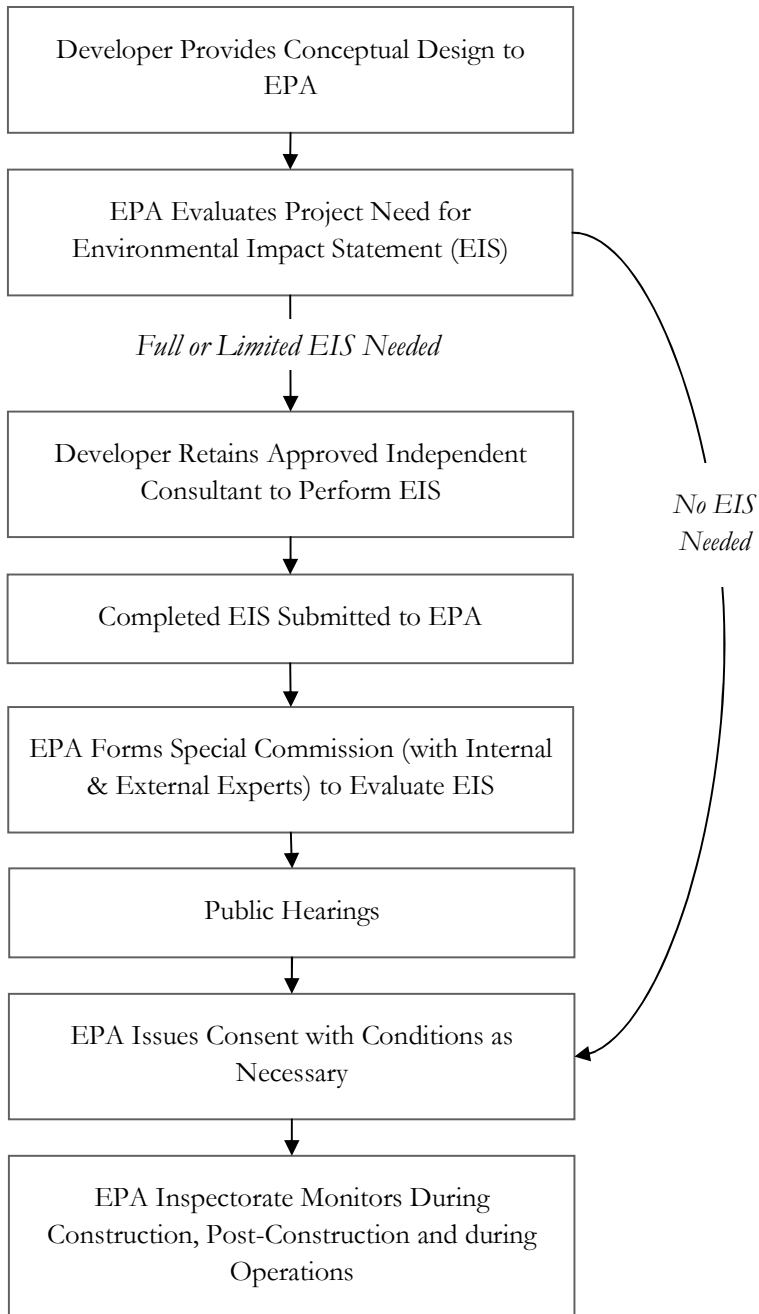 Developer Provides Conceptual Design to
EPA
EPA Evaluates Project Need for
Environmental Impact Statement (EIS)
Full or Limited EIS Needed
Developer Retains Approved Independent
Consultant to Perform EIS
No EIS
Needed
Completed EIS Submitted to EPA
EPA Forms Special Commission (with Internal
& External Experts) to Evaluate EIS
Public Hearings
EPA Issues Consent with Conditions as
Necessary
EPA Inspectorate Monitors During
Construction, Post-Construction and during
Operations